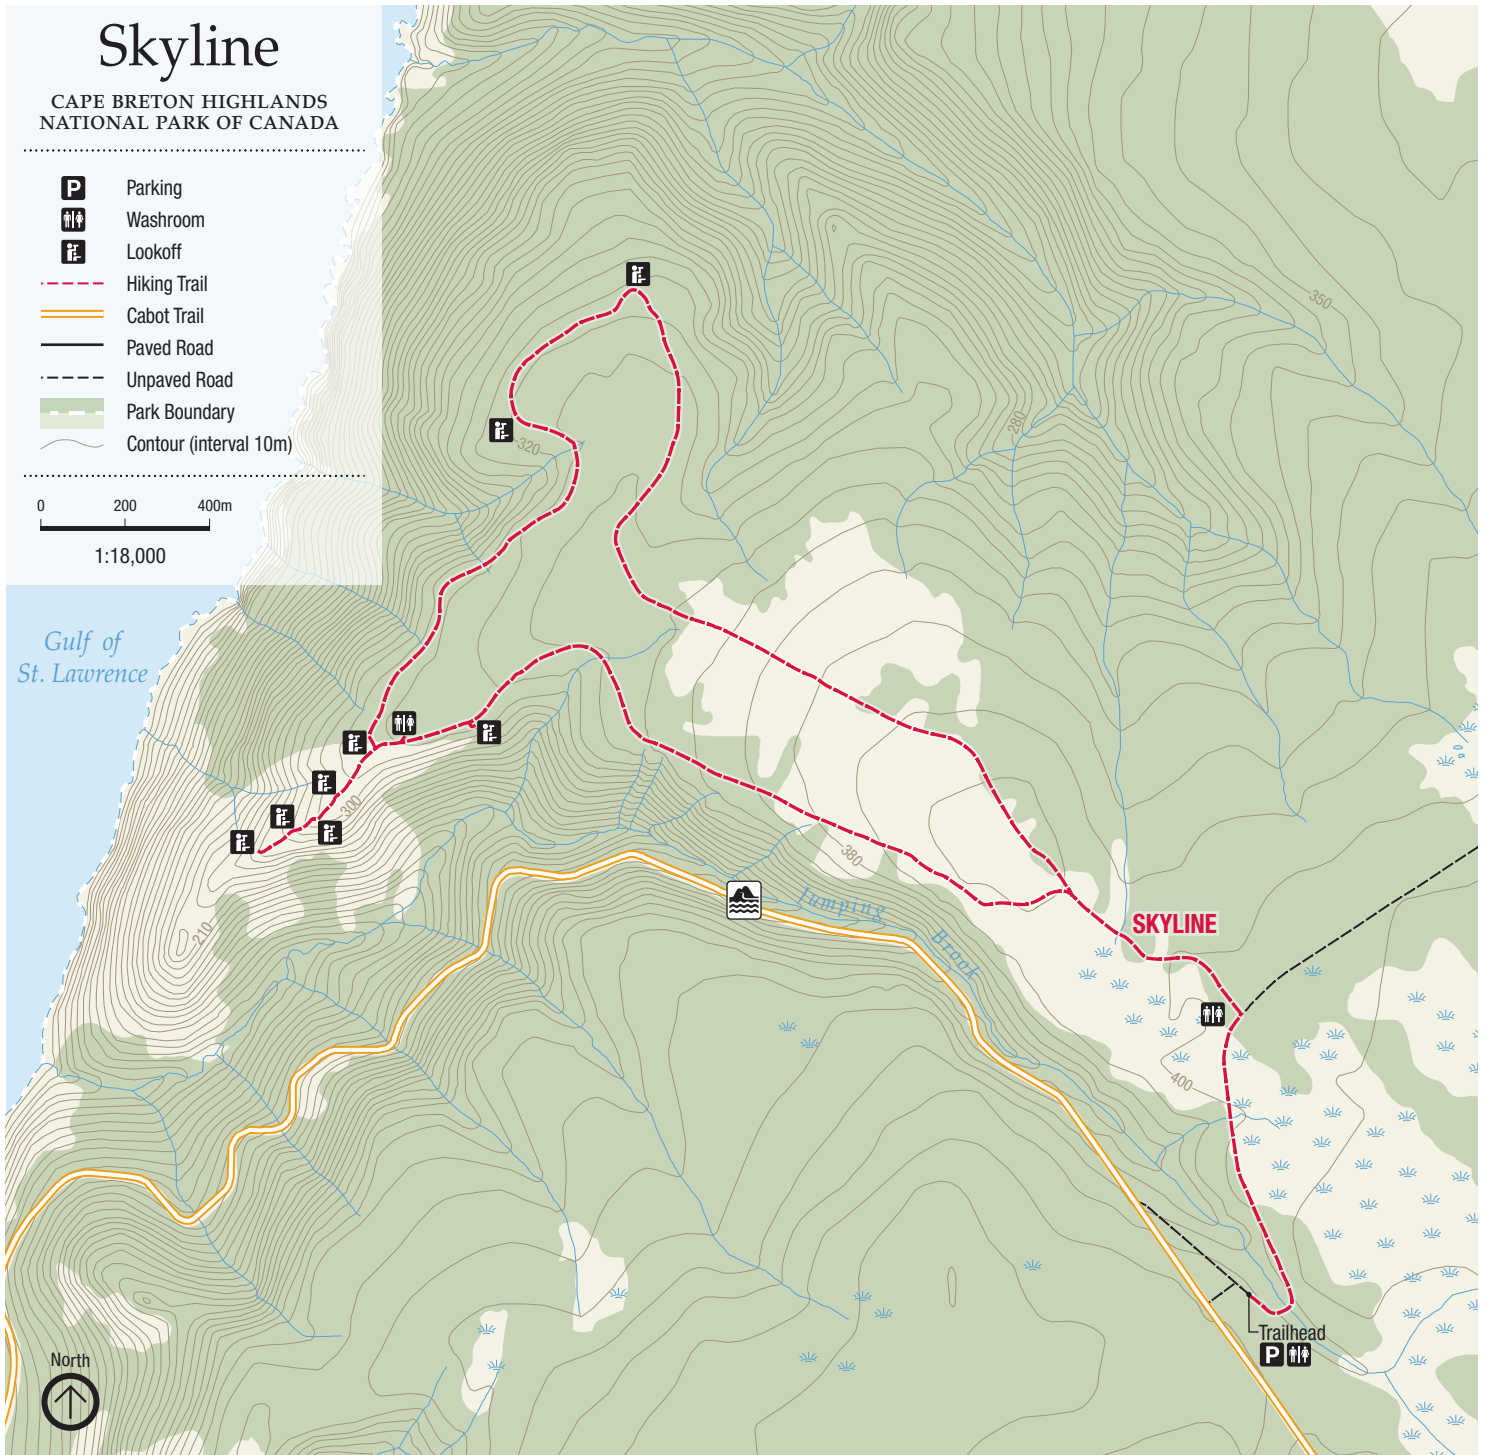 Skyline
CAPE BRETON HIGHLANDS
NATIONAL PARK OF CANADA
P Parking
Washroom
Lookoff
Hiking Trail
Cabot Trail
Paved Road
Unpaved Road
Park Boundary
Contour (interval 10m)
0 200 400m
1:18,000
Gulf of
St. Lawrence
350
280
320
300
380
210
Jumping
Brook
SKYLINE
400
Trailhead
P
North